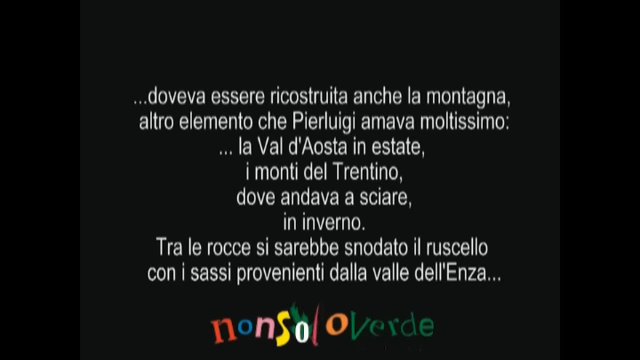 ...doveva essere ricostruita anche la montagna,
altro elemento che Pierluigi amava moltissimo:
... la Val d'Aosta in estate,
i monti del Trentino,
dove andava a sciare,
in inverno.
Tra le rocce si sarebbe snodato il ruscello
con i sassi provenienti dalla valle dell'Enza...
nonSoloverde